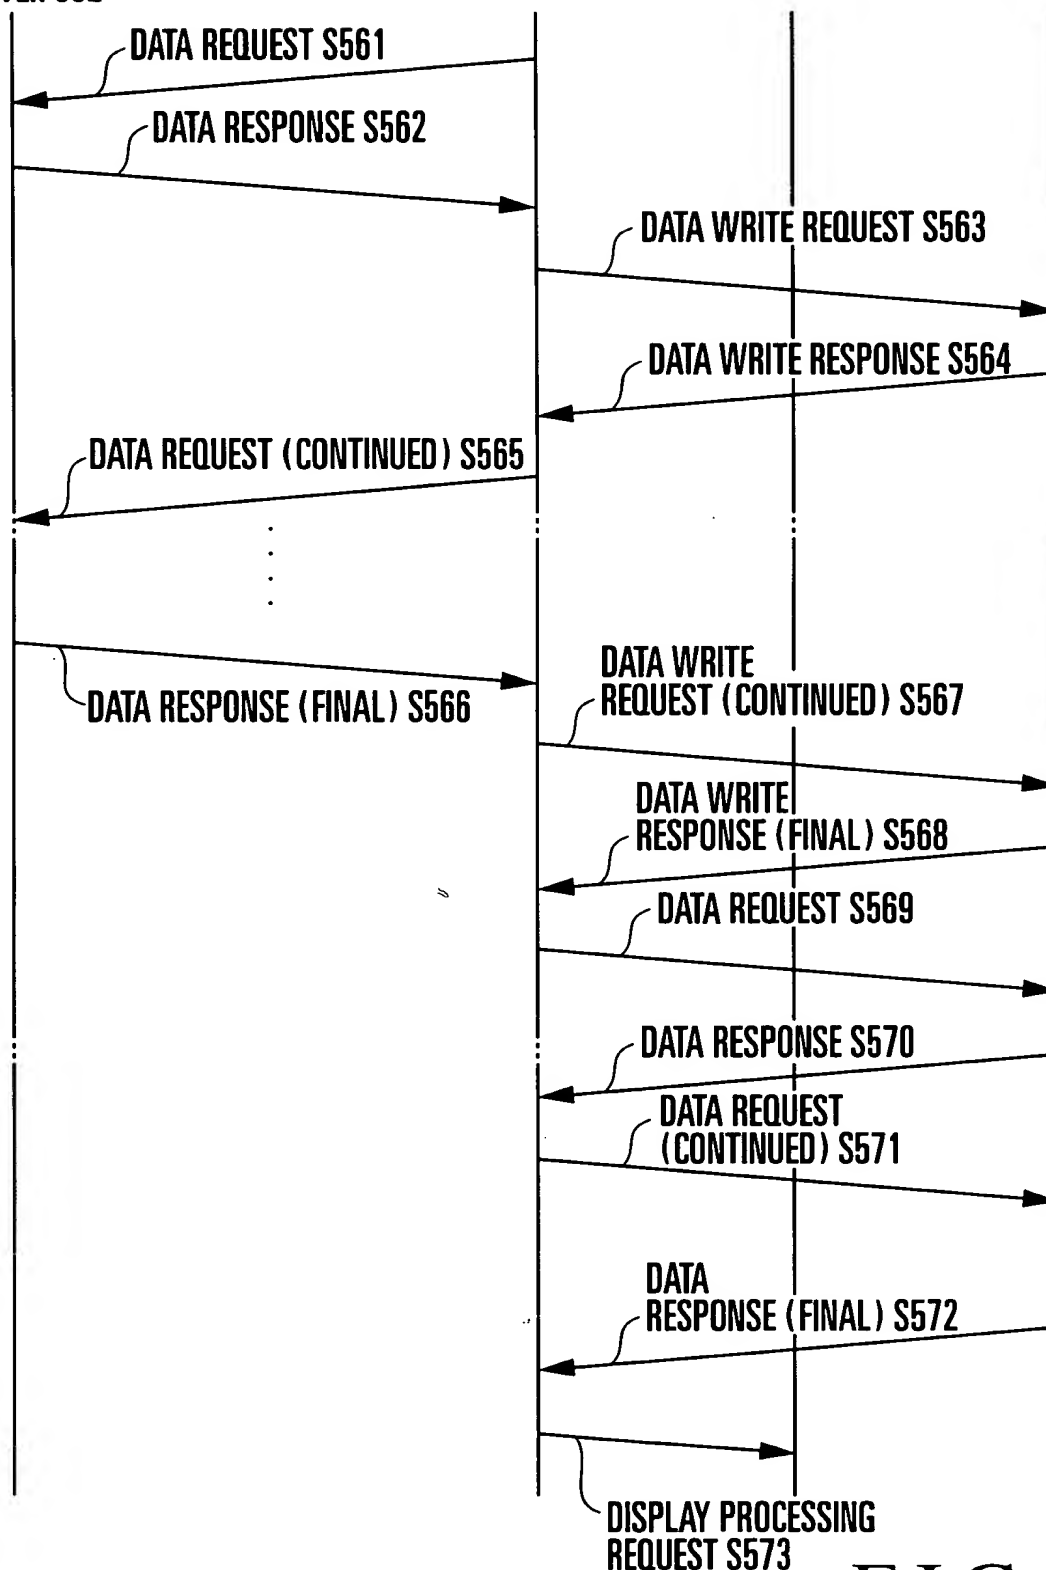 DATA REQUEST S561
DATA RESPONSE S562
DATA WRITE REQUEST S563
DATA WRITE RESPONSE S564
DATA REQUEST (CONTINUED) S565
DATA WRITE
REQUEST (CONTINUED) S567
DATA RESPONSE (FINAL) S566
DATA WRITE
RESPONSE (FINAL) S568
DATA REQUEST S569
DATA RESPONSE S570
DATA REQUEST
(CONTINUED) S571
DATA
RESPONSE (FINAL) S572
DISPLAY PROCESSING
REQUEST S573